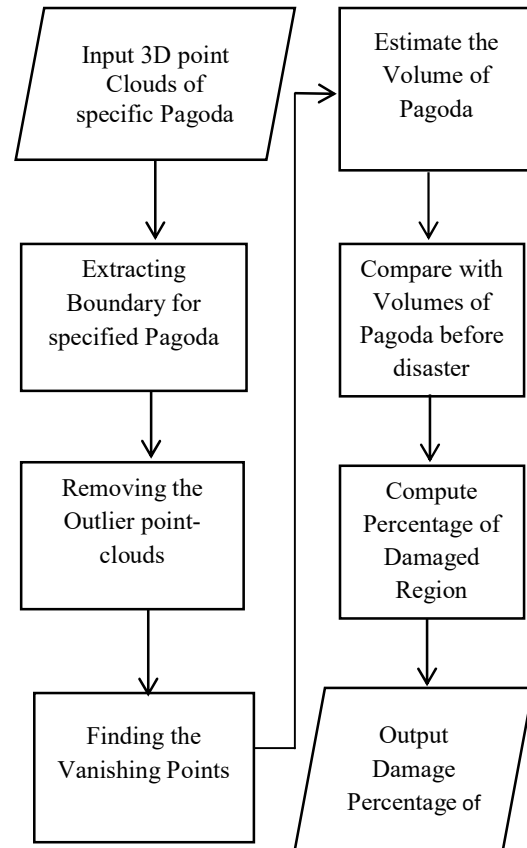 Input 3D point
Clouds of
specific Pagoda
Extracting
Boundary for
specified Pagoda
Removing the
Outlier point-
clouds
Finding the
Vanishing Points
Estimate the
Volume of
Pagoda
Compare with
Volumes of
Pagoda before
disaster
Compute
Percentage of
Damaged
Region
Output
Damage
Percentage of